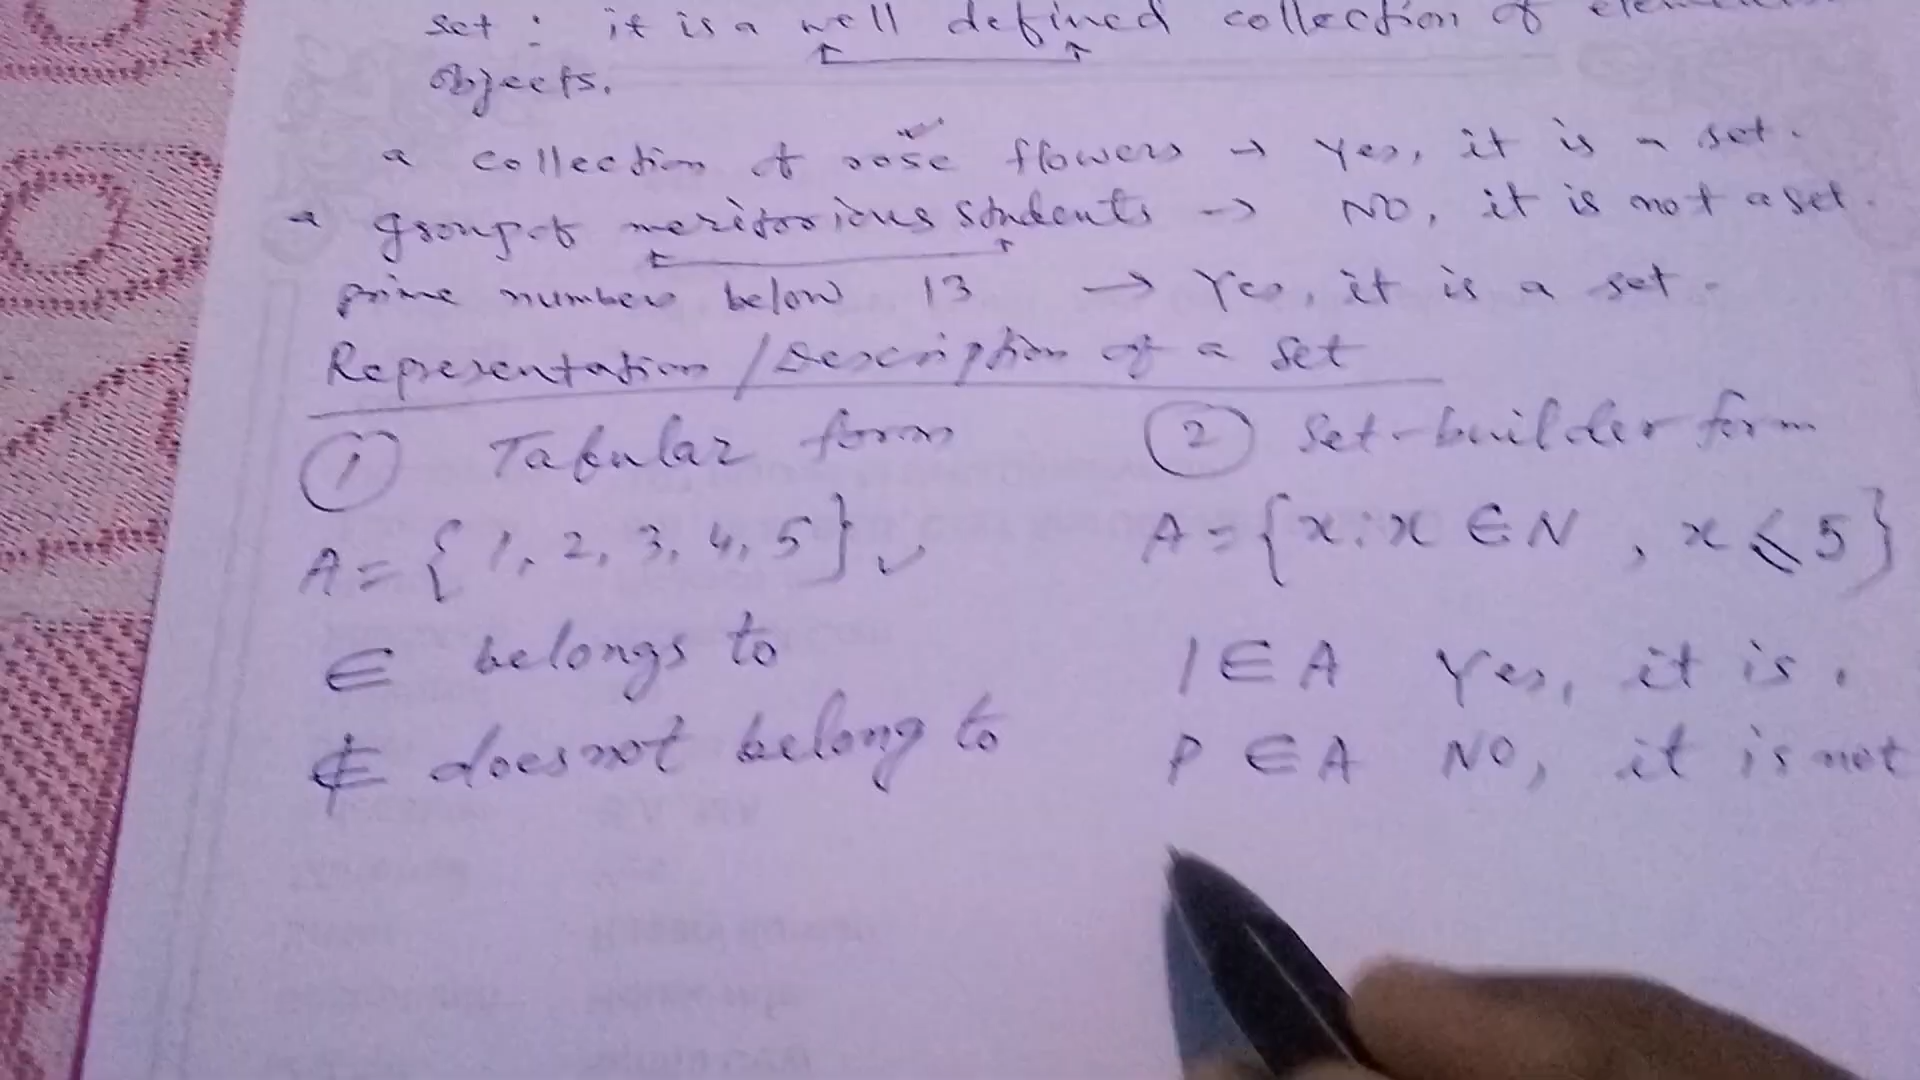 set : it is a well defined collection of
objects.
a collection of rose flowers → Yes, it is a set.
a group of meritorious students → NO, it is not a set.
prime numbers below 13 → Yes, it is a set.
Representation / Description of a set
① Tabular form ② Set-builder form
A = { 1, 2, 3, 4, 5 } ✓ A = { x : x ∈ N , x ⩽ 5 }
∈ belongs to 1 ∈ A Yes, it is.
∉ does not belong to P ∈ A NO, it is not